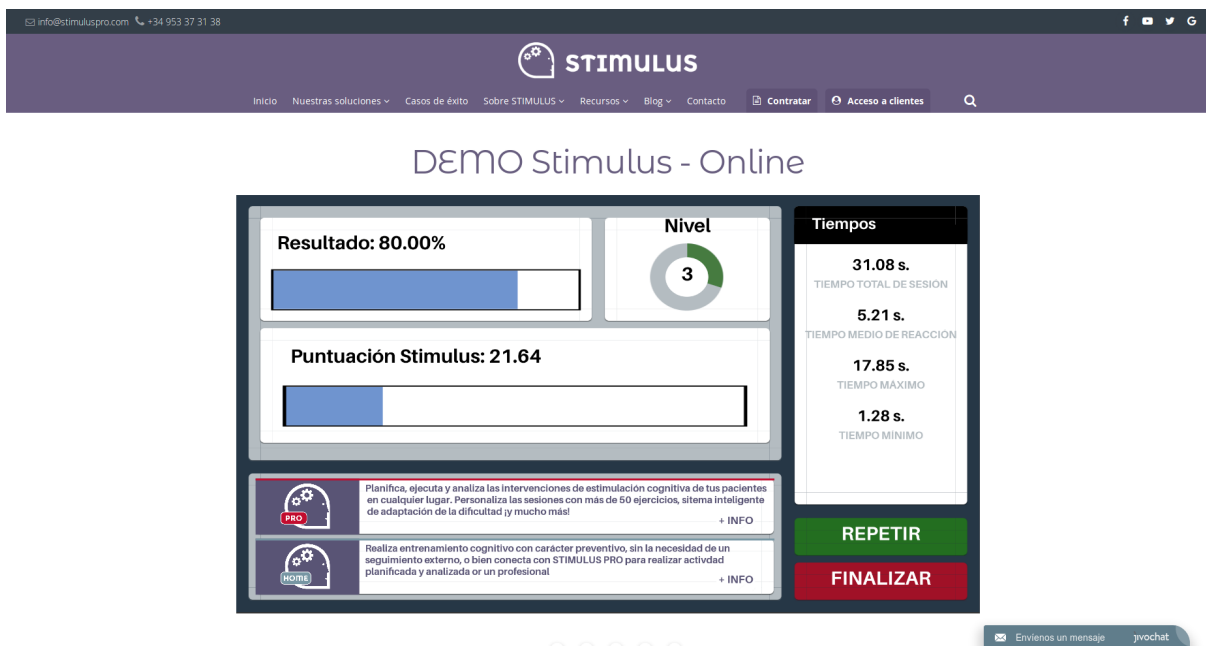 info@stimuluspro.com +34 953 37 31 38
STIMULUS
Inicio Nuestras soluciones Casos de éxito Sobre STIMULUS Recursos Blog Contacto Contratar Acceso a clientes
DEMO Stimulus - Online
Resultado: 80.00%
Nivel
3
Puntuación Stimulus: 21.64
Tiempos
31.08 s.
TIEMPO TOTAL DE SESIÓN
5.21 s.
TIEMPO MEDIO DE REACCIÓN
17.85 s.
TIEMPO MÁXIMO
1.28 s.
TIEMPO MÍNIMO
PRO
Planifica, ejecuta y analiza las intervenciones de estimulación cognitiva de tus pacientes
en cualquier lugar. Personaliza las sesiones con más de 50 ejercicios, sitema inteligente
de adaptación de la dificultad ¡y mucho más!
+ INFO
HOME
Realiza entrenamiento cognitivo con carácter preventivo, sin la necesidad de un
seguimiento externo, o bien conecta con STIMULUS PRO para realizar activdad
planificada y analizada or un profesional
+ INFO
REPETIR
FINALIZAR
Envíenos un mensaje jivochat